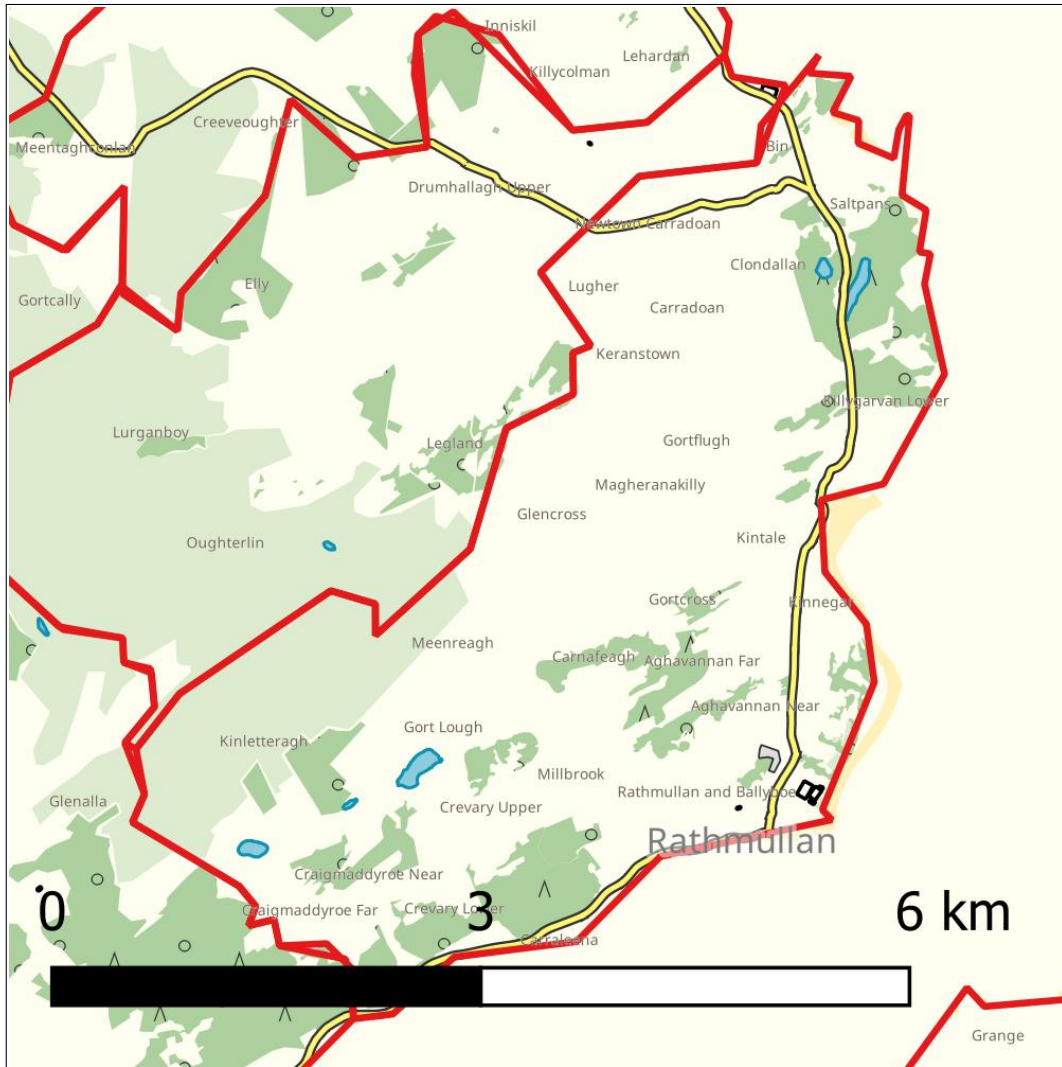 Inniskil
Lehardan
Killycolman
Creeveoughter
Meentaghconlan
Bin
Drumhallagh Upper
Saltpans
Newtown Carradoan
Clondallan
Elly
Lugher
Gortcally
Carradoan
Keranstown
Killygarvan Lower
Lurganboy
Legland
Gortflugh
Magheranakilly
Glencross
Oughterlin
Kintale
Gortcross
Kinnegar
Meenreagh
Carnafeagh
Aghavannan Far
Aghavannan Near
Gort Lough
Kinletteragh
Millbrook
Glenalla
Rathmullan and Ballyboe
Crevary Upper
Rathmullan
Craigmaddyroe Near
Craigmaddyroe Far
Crevary Lower
0 3 6 km
Carraleena
Grange